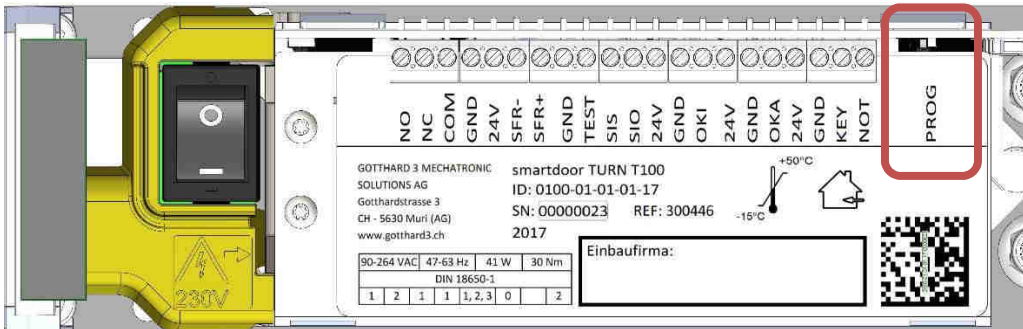 NO NC COM GND 24V SFR- SFR+ GND TEST SIS SIO 24V GND OKI 24V GND OKA 24V GND KEY NOT PROG
GOTTHARD 3 MECHATRONIC
SOLUTIONS AG
Gotthardstrasse 3
CH - 5630 Muri (AG)
www.gotthard3.ch
smartdoor TURN T100
ID: 0100-01-01-01-17
SN: 00000023 REF: 300446
2017
+50°C
-15°C
90-264 VAC 47-63 Hz 41 W 30 Nm
DIN 18650-1
1 2 1 1 1, 2, 3 0 2
Einbaufirma:
230V